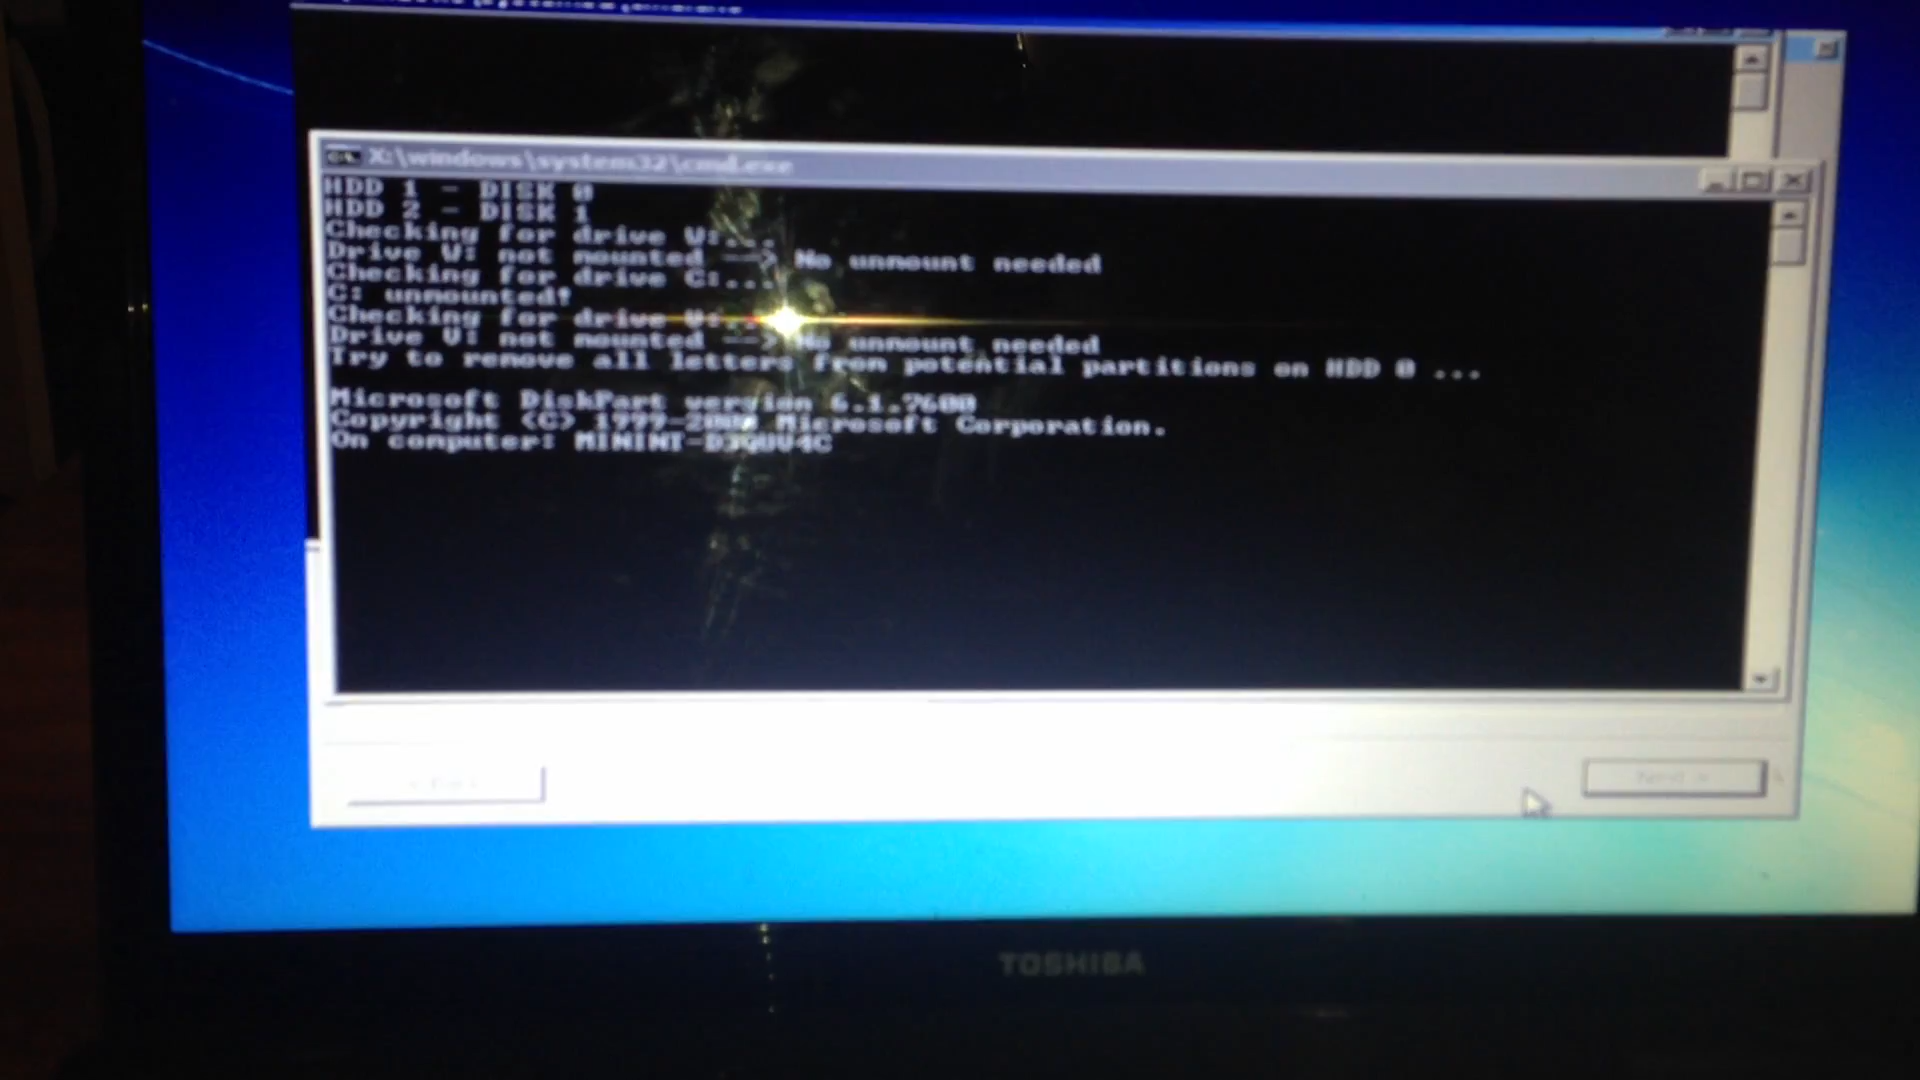 X:\windows\system32\cmd.exe
HDD 1 - DISK 0
HDD 2 - DISK 1
Checking for drive W:...
Drive W: not mounted --> No unmount needed
Checking for drive C:...
C: unmounted!
Checking for drive V:...
Drive V: not mounted --> No unmount needed
Try to remove all letters from potential partitions on HDD 0 ...
Microsoft DiskPart version 6.1.7600
Copyright (C) 1999-2008 Microsoft Corporation.
On computer:
TOSHIBA